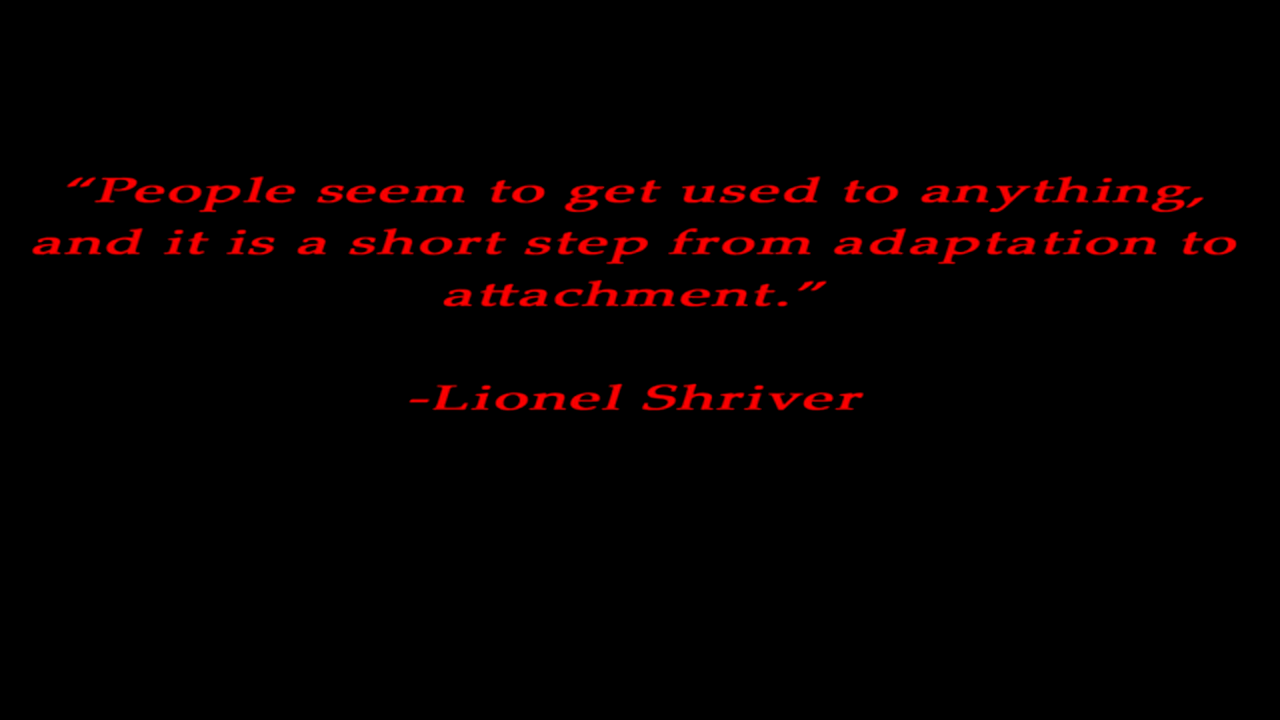 “People seem to get used to anything,
and it is a short step from adaptation to
attachment.”
-Lionel Shriver